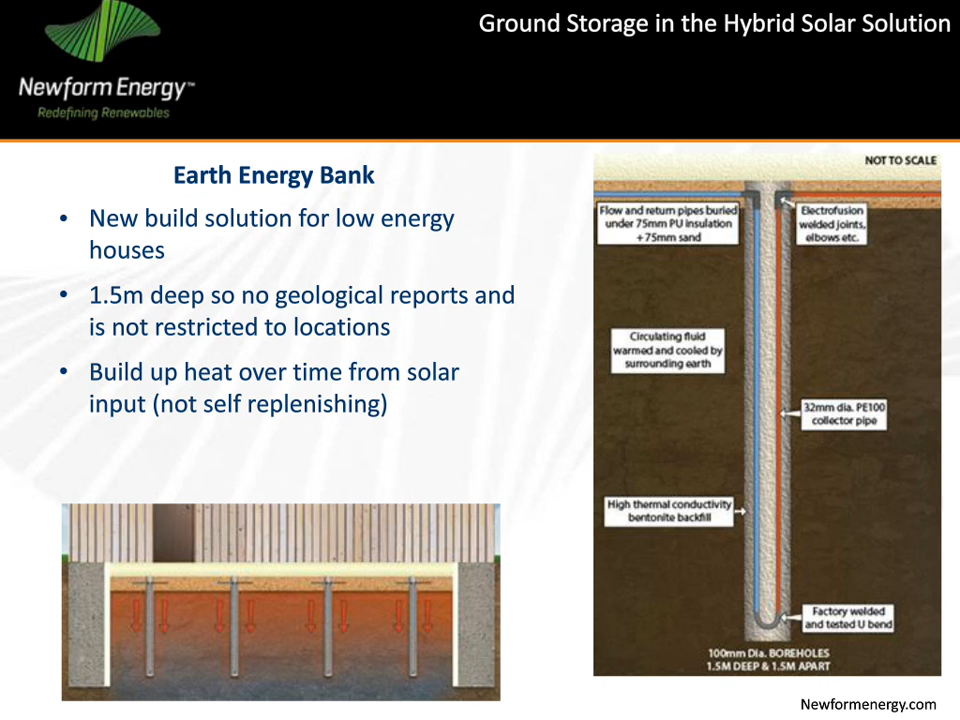 Ground Storage in the Hybrid Solar Solution
Newform Energy™
Redefining Renewables
Earth Energy Bank
• New build solution for low energy
houses
• 1.5m deep so no geological reports and
is not restricted to locations
• Build up heat over time from solar
input (not self replenishing)
NOT TO SCALE
Flow and return pipes buried
under 75mm PU insulation
+75mm sand
Electrofusion
welded joints,
elbows etc.
Circulating fluid
warmed and cooled by
surrounding earth
32mm dia. PE100
collector pipe
High thermal conductivity
bentonite backfill
Factory welded
and tested U bend
100mm Dia. BOREHOLES
1.5M DEEP & 1.5M APART
Newformenergy.com